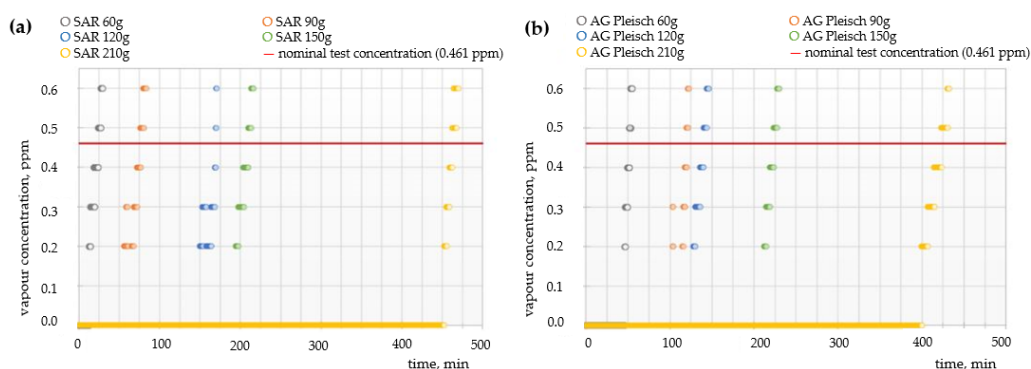 (a)
SAR 60g SAR 90g
SAR 120g SAR 150g
SAR 210g nominal test concentration (0.461 ppm)
vapour concentration, ppm
0.6
0.5
0.4
0.3
0.2
0.1
0.0
0 100 200 300 400 500
time, min
(b)
AG Pleisch 60g AG Pleisch 90g
AG Pleisch 120g AG Pleisch 150g
AG Pleisch 210g nominal test concentration (0.461 ppm)
vapour concentration, ppm
0.6
0.5
0.4
0.3
0.2
0.1
0.0
0 100 200 300 400 500
time, min